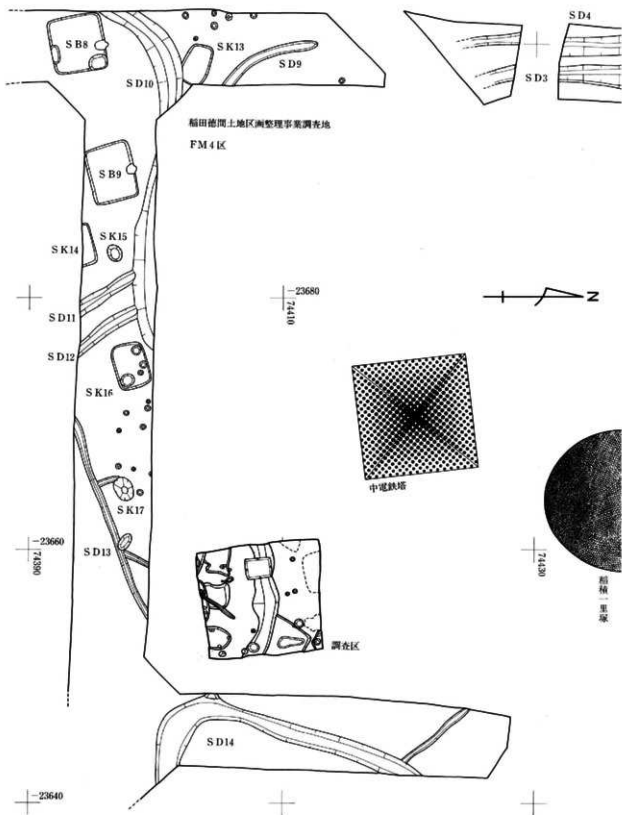 SB8
SD10
SK13
SD9
SD4
SD3
稲田徳間土地区画整理事業調査地
FM4区
SB9
SK14
SK15
SD11
SD12
-23680
74410
N
SK16
中電鉄塔
SK17
SD13
-23660
74390
74430
稲積一里塚
調査区
SD14
-23640